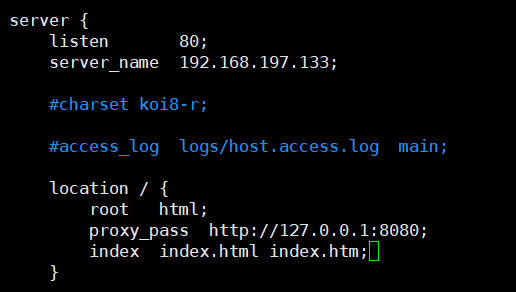 server {
    listen       80;
    server_name  192.168.197.133;
    #charset koi8-r;
    #access_log  logs/host.access.log  main;
    location / {
        root   html;
        proxy_pass  http://127.0.0.1:8080;
        index  index.html index.htm;
    }